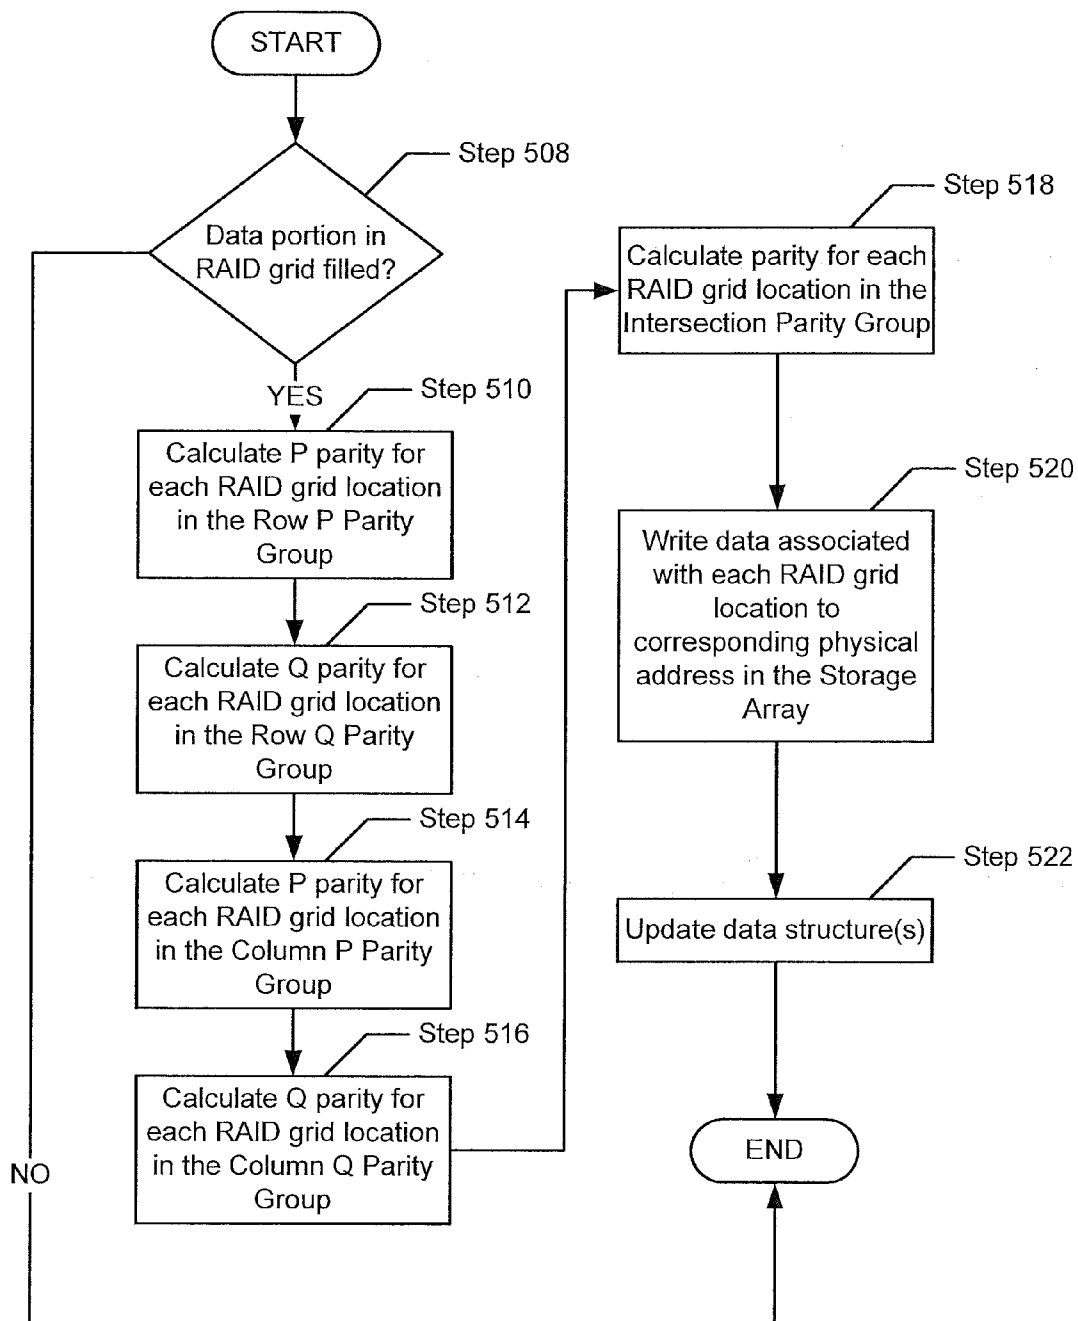 START
Step 508
Data portion in
RAID grid filled?
YES
Step 510
Calculate P parity for
each RAID grid location
in the Row P Parity
Group
Step 512
Calculate Q parity for
each RAID grid location
in the Row Q Parity
Group
Step 514
Calculate P parity for
each RAID grid location
in the Column P Parity
Group
Step 516
Calculate Q parity for
each RAID grid location
in the Column Q Parity
Group
NO
Step 518
Calculate parity for each
RAID grid location in the
Intersection Parity Group
Step 520
Write data associated
with each RAID grid
location to
corresponding physical
address in the Storage
Array
Step 522
Update data structure(s)
END